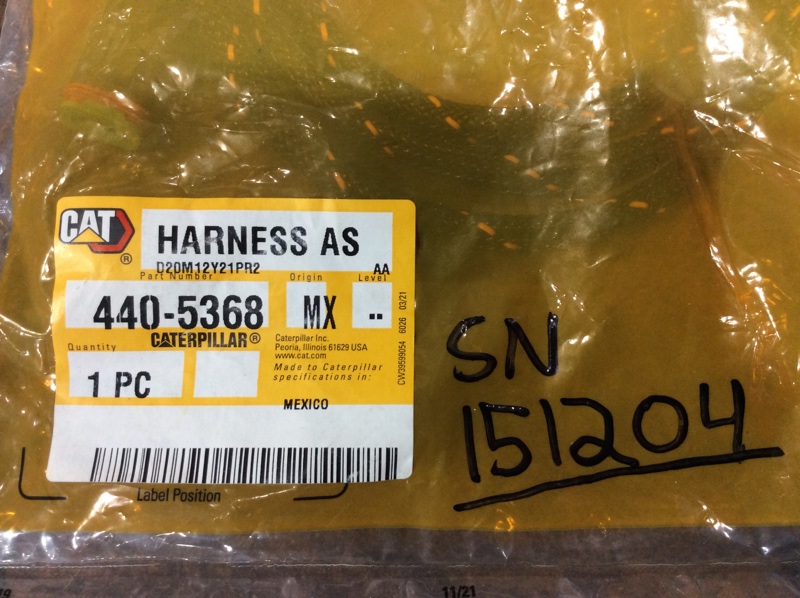 CAT®
HARNESS AS
D20M12Y21PR2 AA
Part Number Origin Level
440-5368 MX --
CATERPILLAR®
Quantity
1 PC
Caterpillar Inc.
Peoria, Illinois 61629 USA
www.cat.com
Made to Caterpillar
specifications in:
MEXICO
CW39599054 6026 03/21
Label Position
SN
151204
11/21